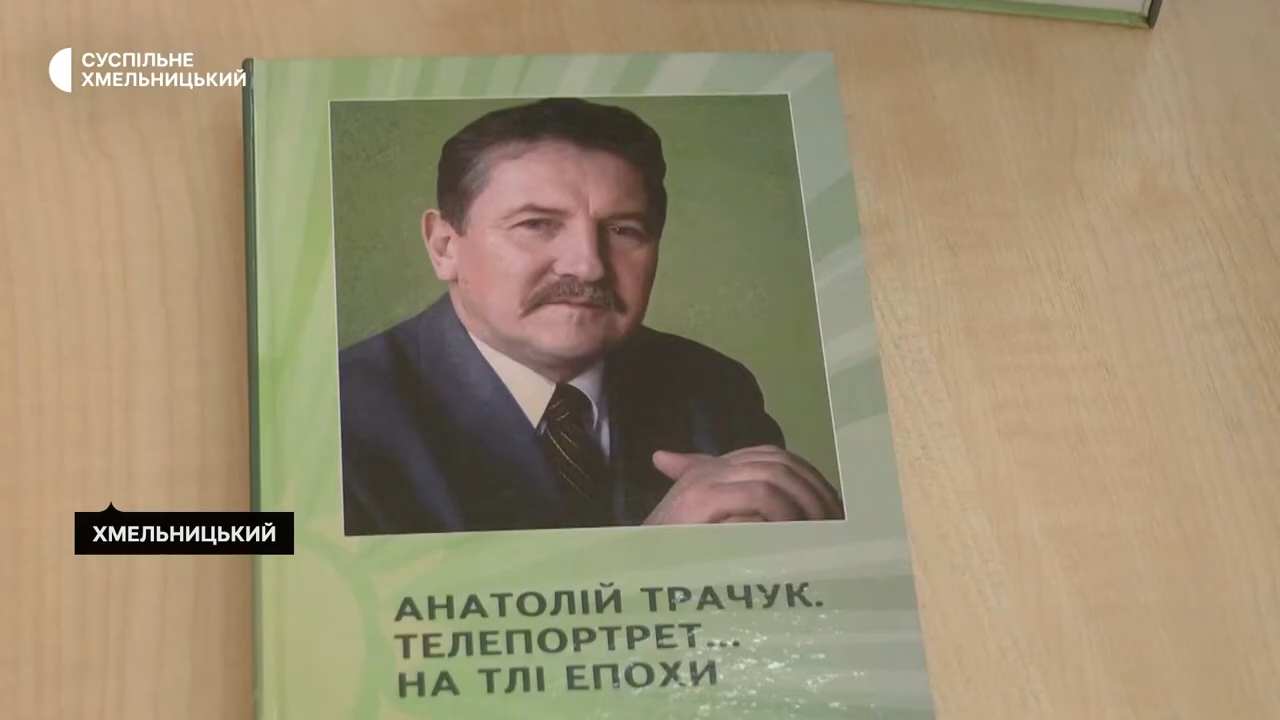 СУСПІЛЬНЕ
ХМЕЛЬНИЦЬКИЙ
ХМЕЛЬНИЦЬКИЙ
АНАТОЛІЙ ТРАЧУК.
ТЕЛЕПОРТРЕТ...
НА ТЛІ ЕПОХИ